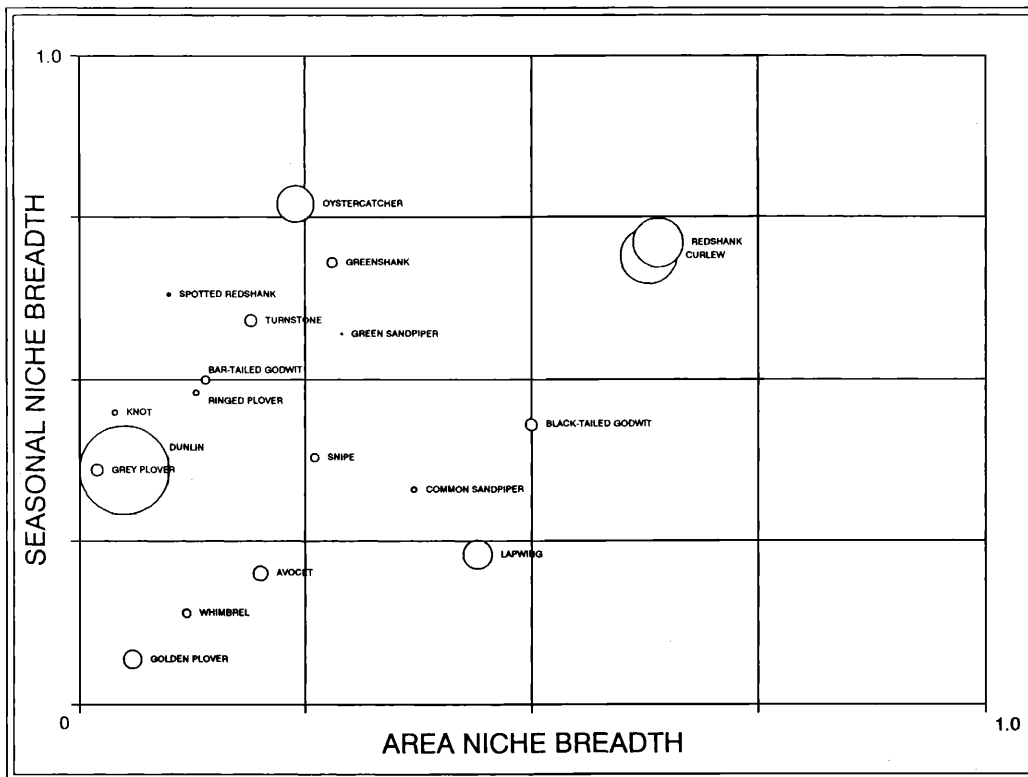 1.0
SEASONAL NICHE BREADTH
OYSTERCATCHER
REDSHANK
CURLEW
GREENSHANK
SPOTTED REDSHANK
TURNSTONE
GREEN SANDPIPER
BAR-TAILED GODWIT
RINGED PLOVER
KNOT
BLACK-TAILED GODWIT
DUNLIN
SNIPE
GREY PLOVER
COMMON SANDPIPER
LAPWING
AVOCET
WHIMBREL
GOLDEN PLOVER
0
1.0
AREA NICHE BREADTH